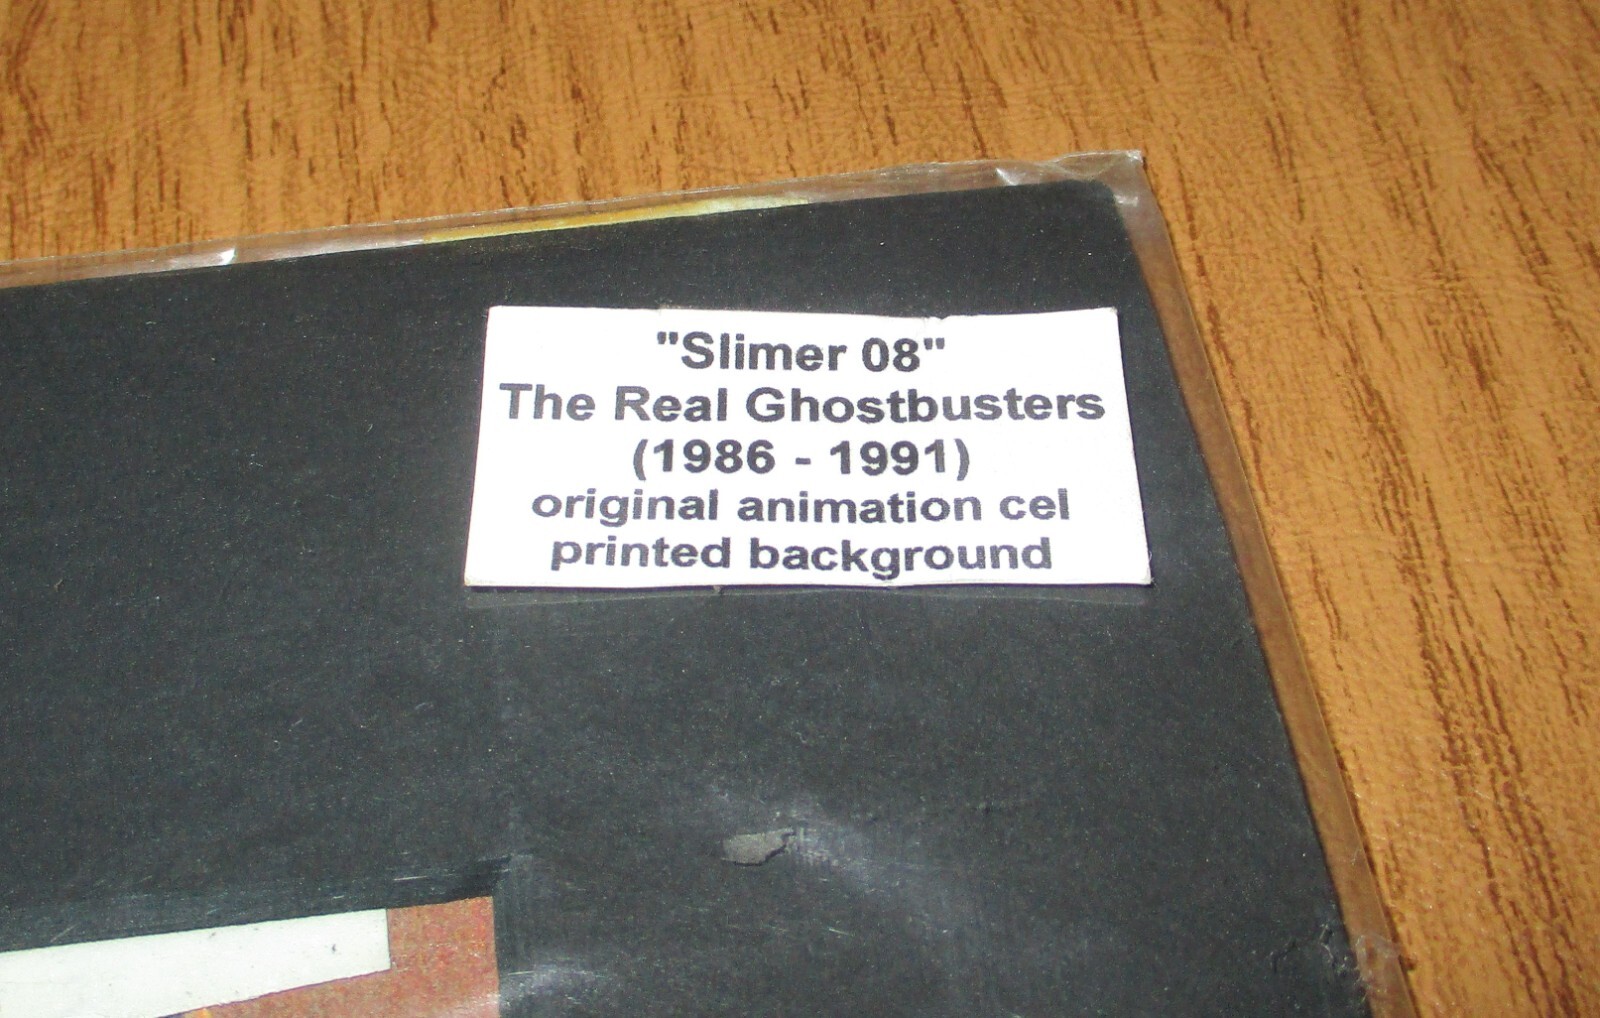 "Slimer 08"
The Real Ghostbusters
(1986 - 1991)
original animation cel
printed background